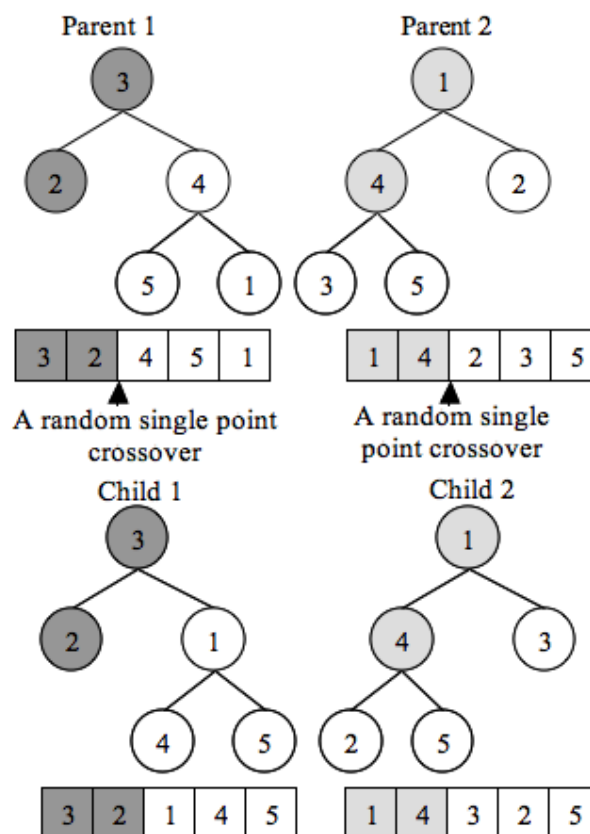 Parent 1 Parent 2
3 1
2 4 4 2
5 1 3 5
3 2 4 5 1 1 4 2 3 5
A random single point
crossover
A random single
point crossover
Child 1 Child 2
3 1
2 1 4 3
4 5 2 5
3 2 1 4 5 1 4 3 2 5